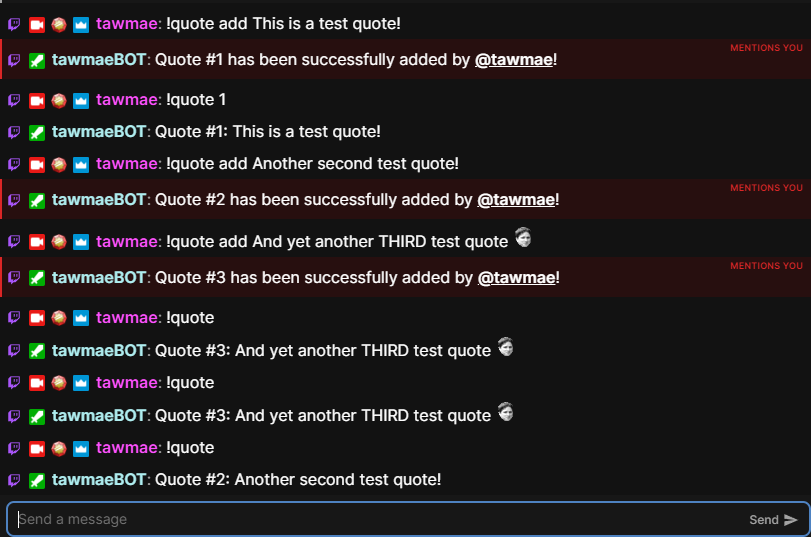 tawmae: !quote add This is a test quote!
MENTIONS YOU
tawmaeBOT: Quote #1 has been successfully added by @tawmae!
tawmae: !quote 1
tawmaeBOT: Quote #1: This is a test quote!
tawmae: !quote add Another second test quote!
MENTIONS YOU
tawmaeBOT: Quote #2 has been successfully added by @tawmae!
tawmae: !quote add And yet another THIRD test quote
MENTIONS YOU
tawmaeBOT: Quote #3 has been successfully added by @tawmae!
tawmae: !quote
tawmaeBOT: Quote #3: And yet another THIRD test quote
tawmae: !quote
tawmaeBOT: Quote #3: And yet another THIRD test quote
tawmae: !quote
tawmaeBOT: Quote #2: Another second test quote!
Send a message Send